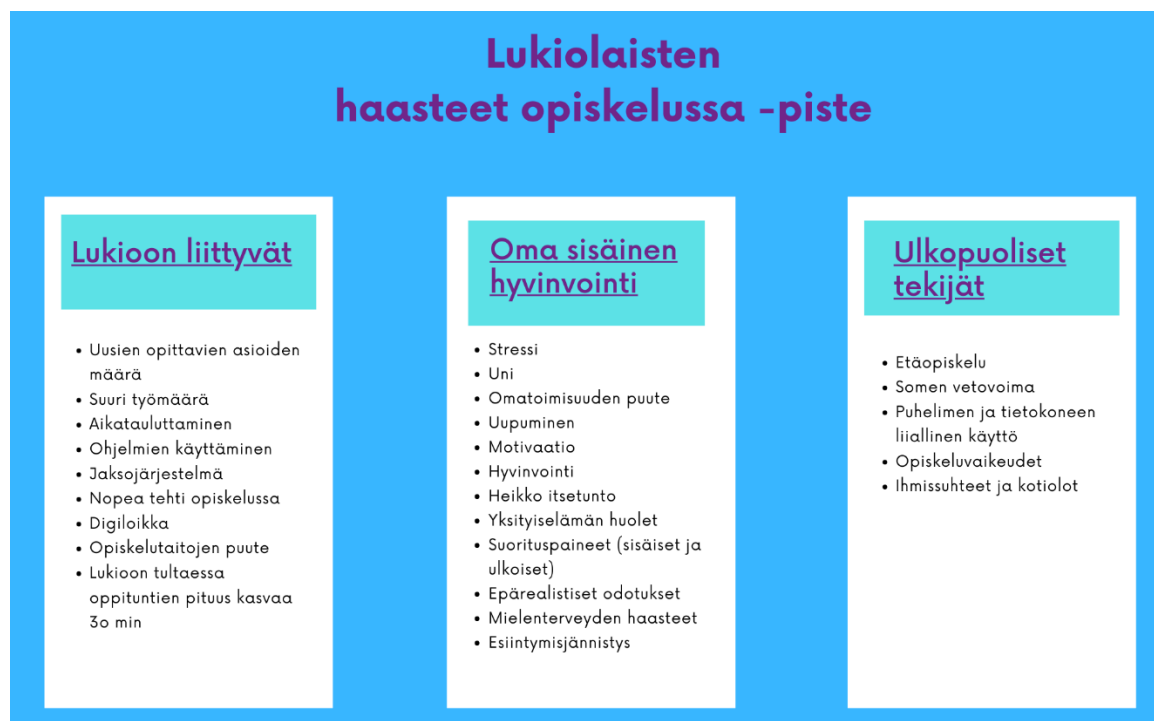 Lukiolaisten
haasteet opiskelussa -piste
Lukioon liittyvät
• Uusien opittavien asioiden
määrä
• Suuri työmäärä
• Aikatauluttaminen
• Ohjelmien käyttäminen
• Jaksojärjestelmä
• Nopea tehti opiskelussa
• Digiloikka
• Opiskelutaitojen puute
• Lukioon tultaessa
oppituntien pituus kasvaa
3o min
Oma sisäinen
hyvinvointi
• Stressi
• Uni
• Omatoimisuuden puute
• Uupuminen
• Motivaatio
• Hyvinvointi
• Heikko itsetunto
• Yksityiselämän huolet
• Suorituspaineet (sisäiset ja
ulkoiset)
• Epärealistiset odotukset
• Mielenterveyden haasteet
• Esiintymisjännistys
Ulkopuoliset
tekijät
• Etäopiskelu
• Somen vetovoima
• Puhelimen ja tietokoneen
liiallinen käyttö
• Opiskeluvaikeudet
• Ihmissuhteet ja kotiolot